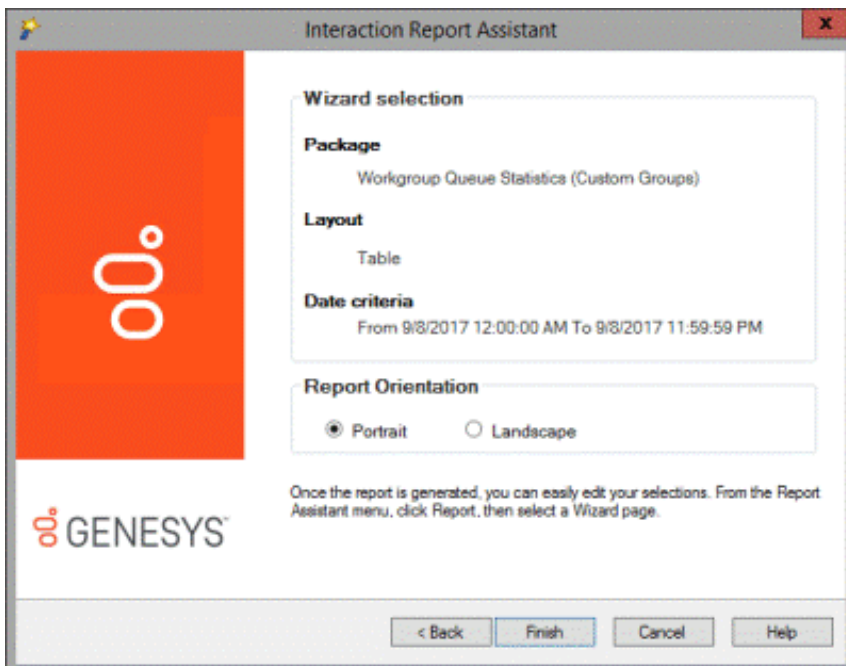 Interaction Report Assistant
x
Wizard selection
Package
Workgroup Queue Statistics (Custom Groups)
Layout
Table
Date criteria
From 9/8/2017 12:00:00 AM To 9/8/2017 11:59:59 PM
Report Orientation
Portrait Landscape
Once the report is generated, you can easily edit your selections. From the Report
Assistant menu, click Report, then select a Wizard page.
GENESYS™
< Back Finish Cancel Help